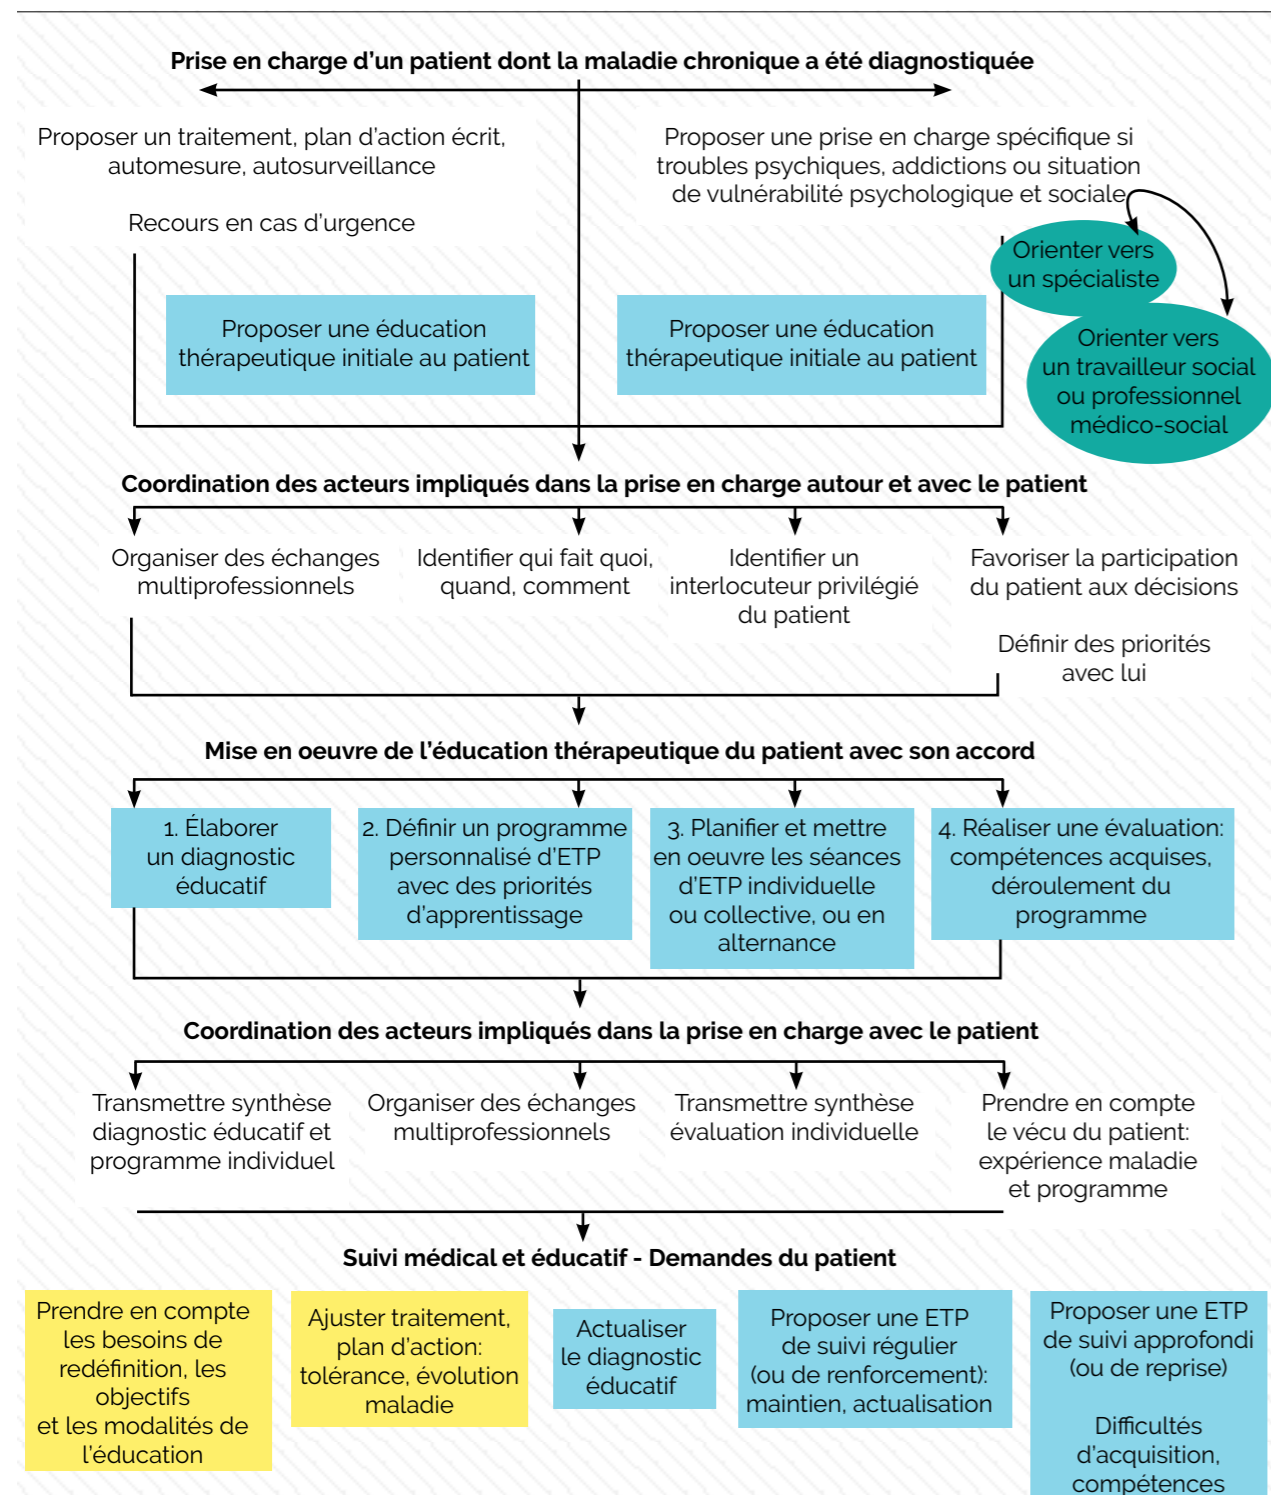 Prise en charge d'un patient dont la maladie chronique a été diagnostiquée
Proposer un traitement, plan d'action écrit,
automesure, autosurveillance
Recours en cas d'urgence
Proposer une prise en charge spécifique si
troubles psychiques, addictions ou situation
de vulnérabilité psychologique et sociale
Orienter vers
un spécialiste
Orienter vers
un travailleur social
ou professionnel
médico-social
Proposer une éducation
thérapeutique initiale au patient
Proposer une éducation
thérapeutique initiale au patient
Coordination des acteurs impliqués dans la prise en charge autour et avec le patient
Organiser des échanges
multiprofessionnels
Identifier qui fait quoi,
quand, comment
Identifier un
interlocuteur privilégié
du patient
Favoriser la participation
du patient aux décisions
Définir des priorités
avec lui
Mise en oeuvre de l'éducation thérapeutique du patient avec son accord
1. Élaborer
un diagnostic
éducatif
2. Définir un programme
personnalisé d'ETP
avec des priorités
d'apprentissage
3. Planifier et mettre
en oeuvre les séances
d'ETP individuelle
ou collective, ou en
alternance
4. Réaliser une évaluation:
compétences acquises,
déroulement du
programme
Coordination des acteurs impliqués dans la prise en charge avec le patient
Transmettre synthèse
diagnostic éducatif et
programme individuel
Organiser des échanges
multiprofessionnels
Transmettre synthèse
évaluation individuelle
Prendre en compte
le vécu du patient:
expérience maladie
et programme
Suivi médical et éducatif - Demandes du patient
Prendre en compte
les besoins de
redéfinition, les
objectifs
et les modalités de
l'éducation
Ajuster traitement,
plan d'action:
tolérance, évolution
maladie
Actualiser
le diagnostic
éducatif
Proposer une ETP
de suivi régulier
(ou de renforcement):
maintien, actualisation
Proposer une ETP
de suivi approfondi
(ou de reprise)
Difficultés
d'acquisition,
compétences